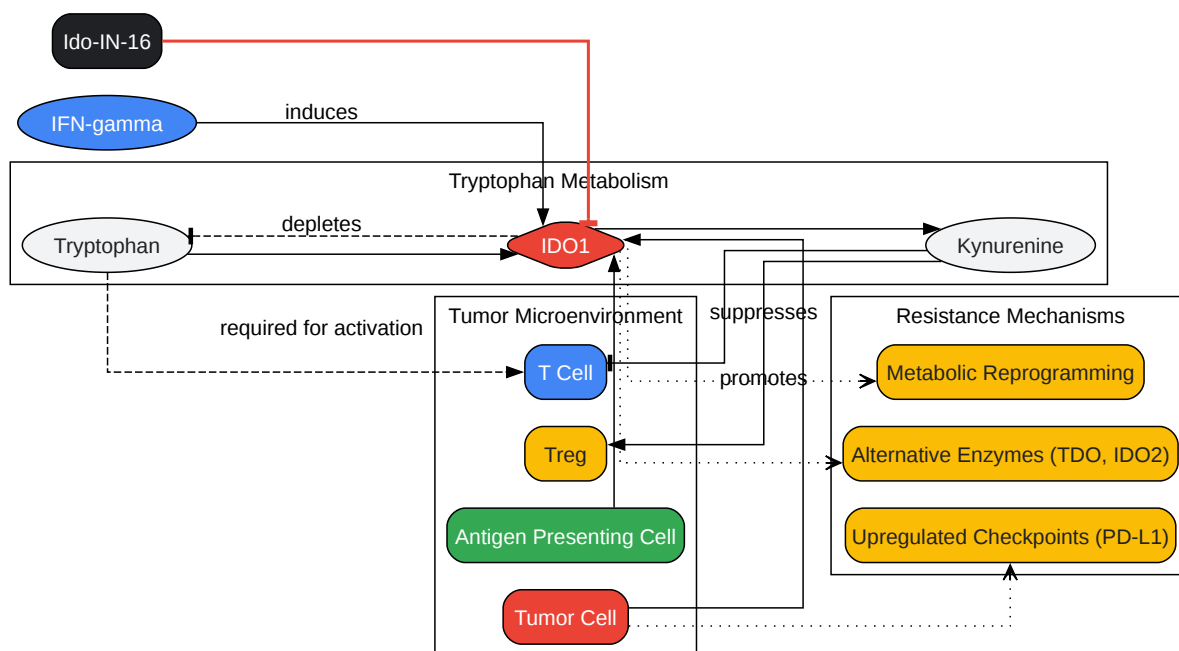 Ido-IN-16
IFN-gamma
induces
Tryptophan Metabolism
depletes
Tryptophan
IDO1
Kynurenine
required for activation
Tumor Microenvironment
suppresses
Resistance Mechanisms
T Cell
promotes
Metabolic Reprogramming
Treg
Alternative Enzymes (TDO, IDO2)
Antigen Presenting Cell
Upregulated Checkpoints (PD-L1)
Tumor Cell